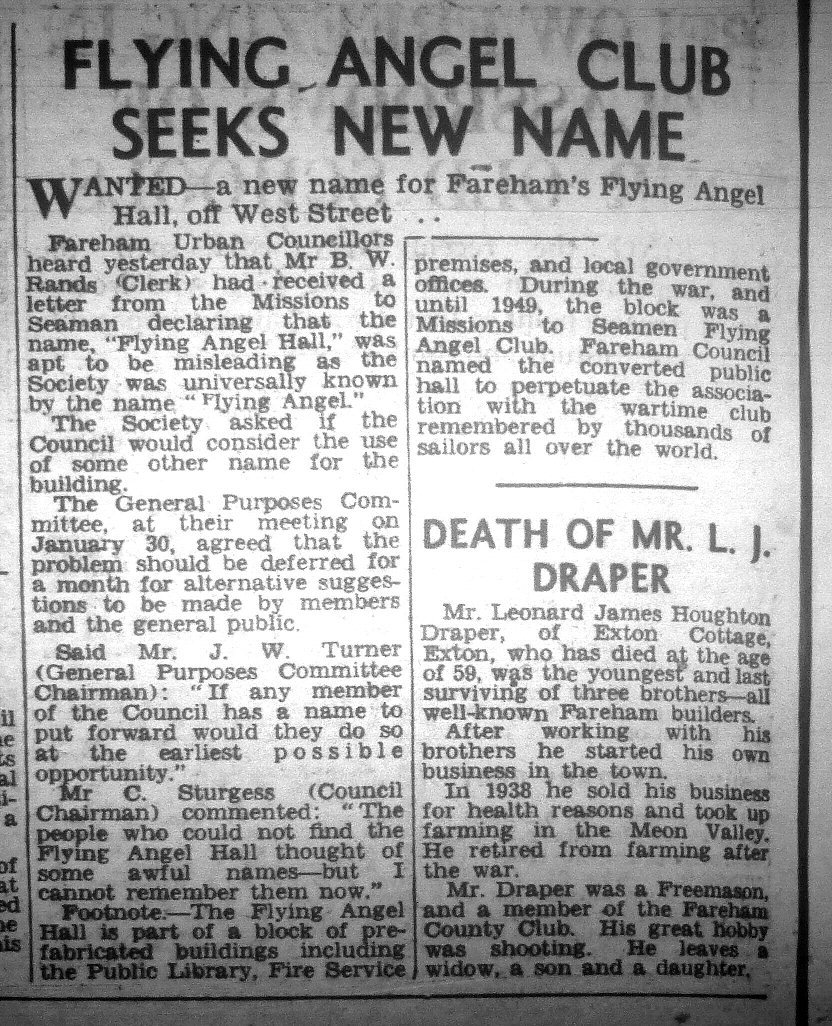 FLYING ANGEL CLUB
SEEKS NEW NAME
WANTED—a new name for Fareham's Flying Angel
Hall, off West Street . .
Fareham Urban Councillors
heard yesterday that Mr B. W.
Rands (Clerk) had received a
letter from the Missions to
Seaman declaring that the
name, "Flying Angel Hall," was
apt to be misleading as the
Society was universally known
by the name "Flying Angel."
The Society asked if the
Council would consider the use
of some other name for the
building.
The General Purposes Com-
mittee, at their meeting on
January 30, agreed that the
problem should be deferred for
a month for alternative sugges-
tions to be made by members
and the general public.
Said Mr. J. W. Turner
(General Purposes Committee
Chairman): "If any member
of the Council has a name to
put forward would they do so
at the earliest possible
opportunity."
Mr C. Sturgess (Council
Chairman) commented: "The
people who could not find the
Flying Angel Hall thought of
some awful names—but I
cannot remember them now."
Footnote.—The Flying Angel
Hall is part of a block of pre-
fabricated buildings including
the Public Library, Fire Service
premises, and local government
offices. During the war, and
until 1949, the block was a
Missions to Seamen Flying
Angel Club. Fareham Council
named the converted public
hall to perpetuate the associa-
tion with the wartime club
remembered by thousands of
sailors all over the world.
DEATH OF MR. L. J.
DRAPER
Mr. Leonard James Houghton
Draper, of Exton Cottage,
Exton, who has died at the age
of 59, was the youngest and last
surviving of three brothers—all
well-known Fareham builders.
After working with his
brothers he started his own
business in the town.
In 1938 he sold his business
for health reasons and took up
farming in the Meon Valley.
He retired from farming after
the war.
Mr. Draper was a Freemason,
and a member of the Fareham
County Club. His great hobby
was shooting. He leaves a
widow, a son and a daughter.